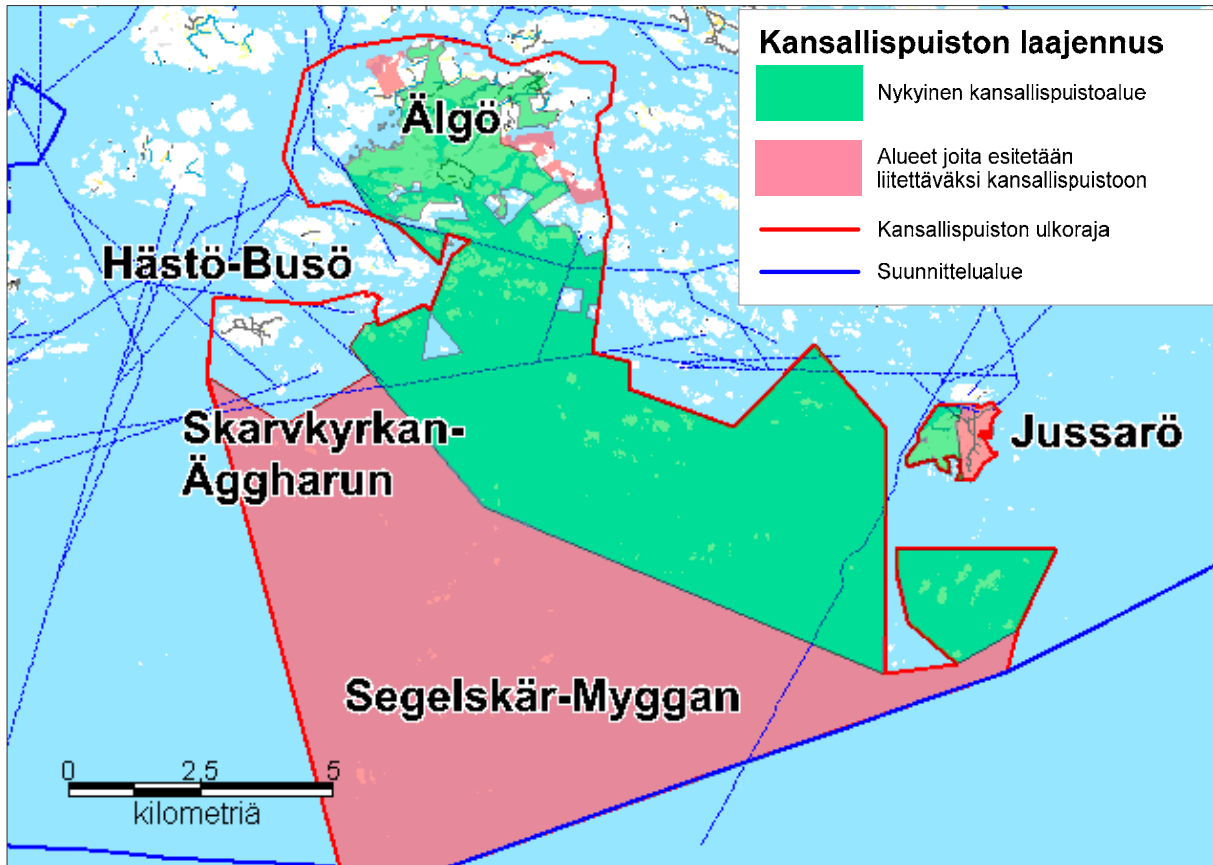 Kansallispuiston laajennus
Nykyinen kansallispuistoalue
Alueet joita esitetään
liitettäväksi kansallispuistoon
Kansallispuiston ulkoraja
Suunnittelualue
Älgö
Hästö-Busö
Skarvkyrkan-
Äggharun
Jussarö
Segelskär-Myggan
0 2,5 5
kilometriä